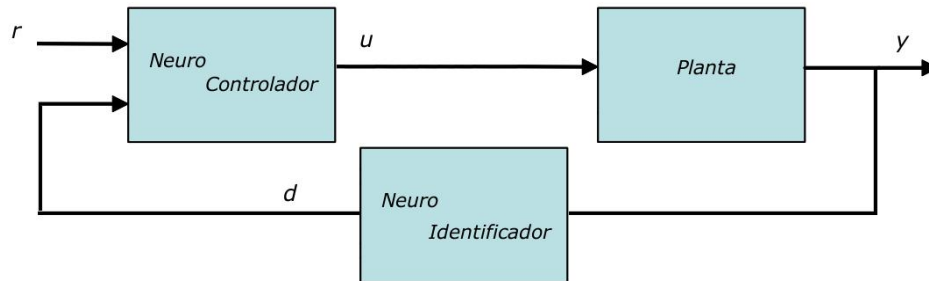 r
u
y
Neuro
Controlador
Planta
d
Neuro
Identificador